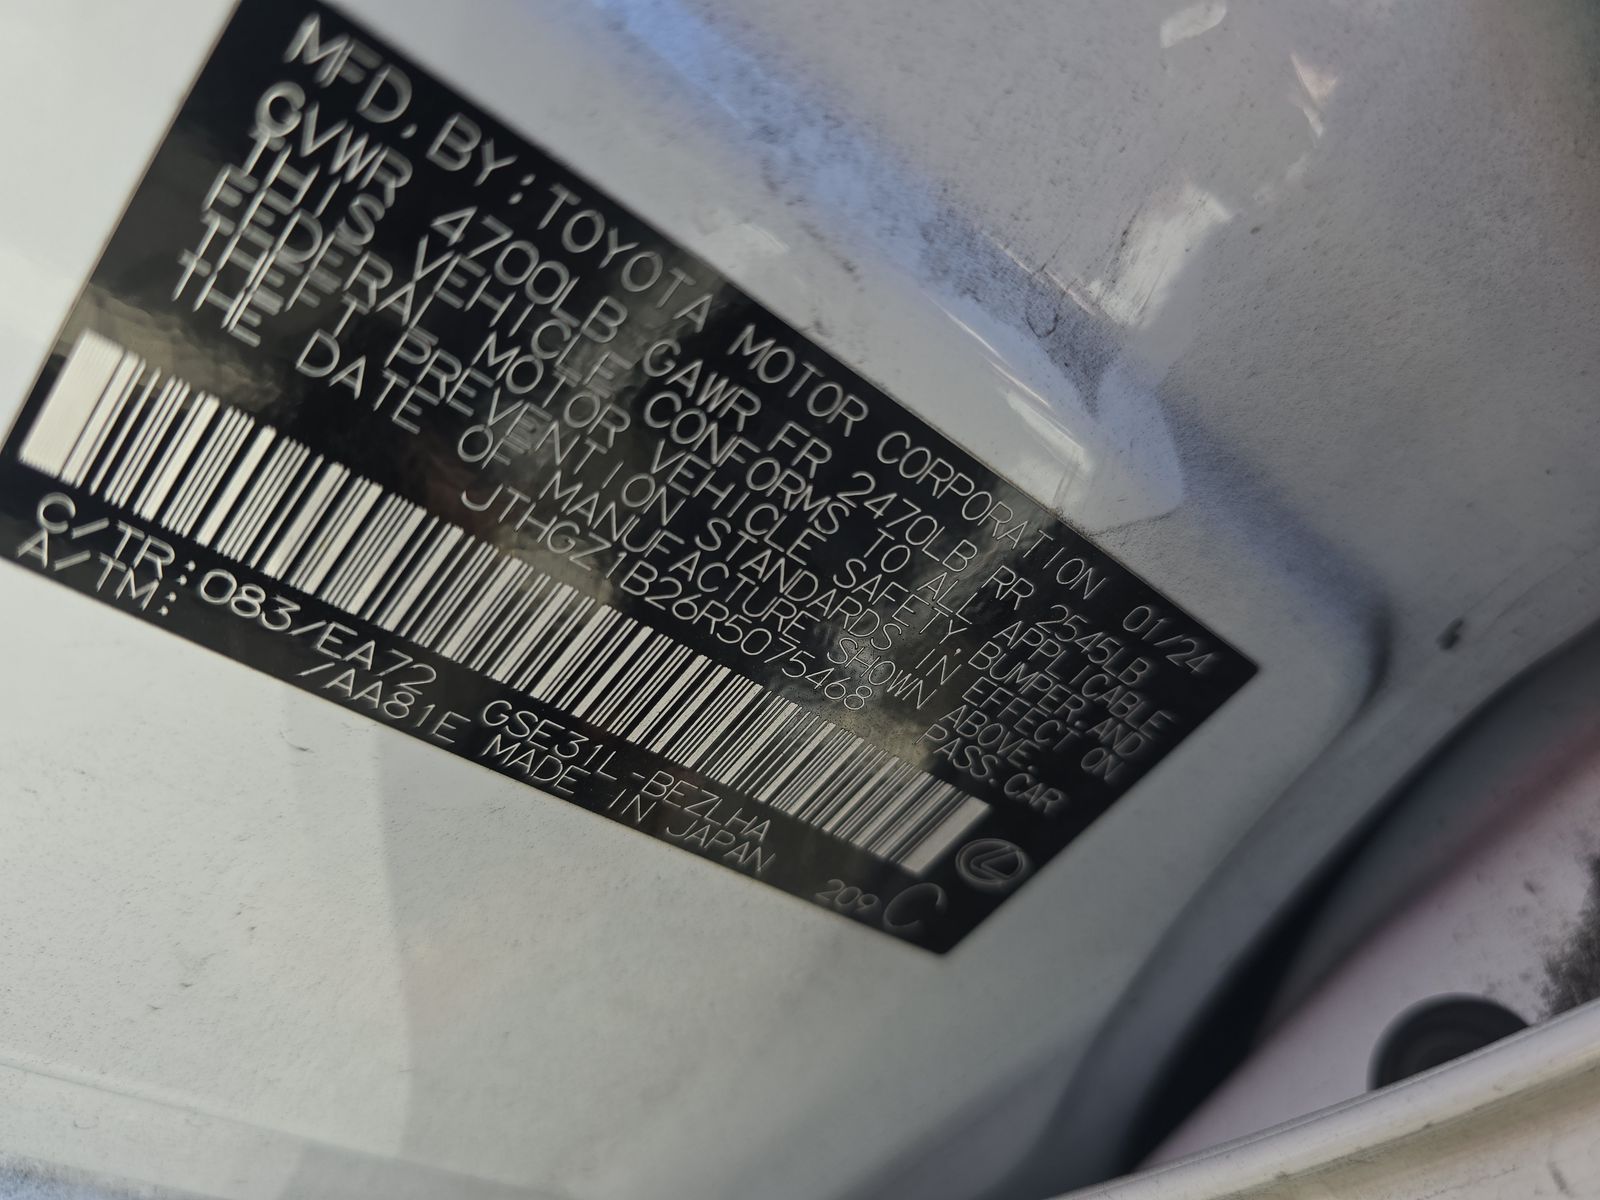 MFD. BY: TOYOTA MOTOR CORPORATION 01/24
GVWR 4700LB GAWR FR 2470LB RR 2545LB
THIS VEHICLE CONFORMS TO ALL APPLICABLE
FEDERAL MOTOR VEHICLE SAFETY, BUMPER, AND
THEFT PREVENTION STANDARDS IN EFFECT ON
THE DATE OF MANUFACTURE SHOWN ABOVE.
JTHGZ1B26R5075468 PASS.CAR
C/TR: 083/EA72 GSE31L-BEZLHA
A/TM: /AA81E MADE IN JAPAN 209 C